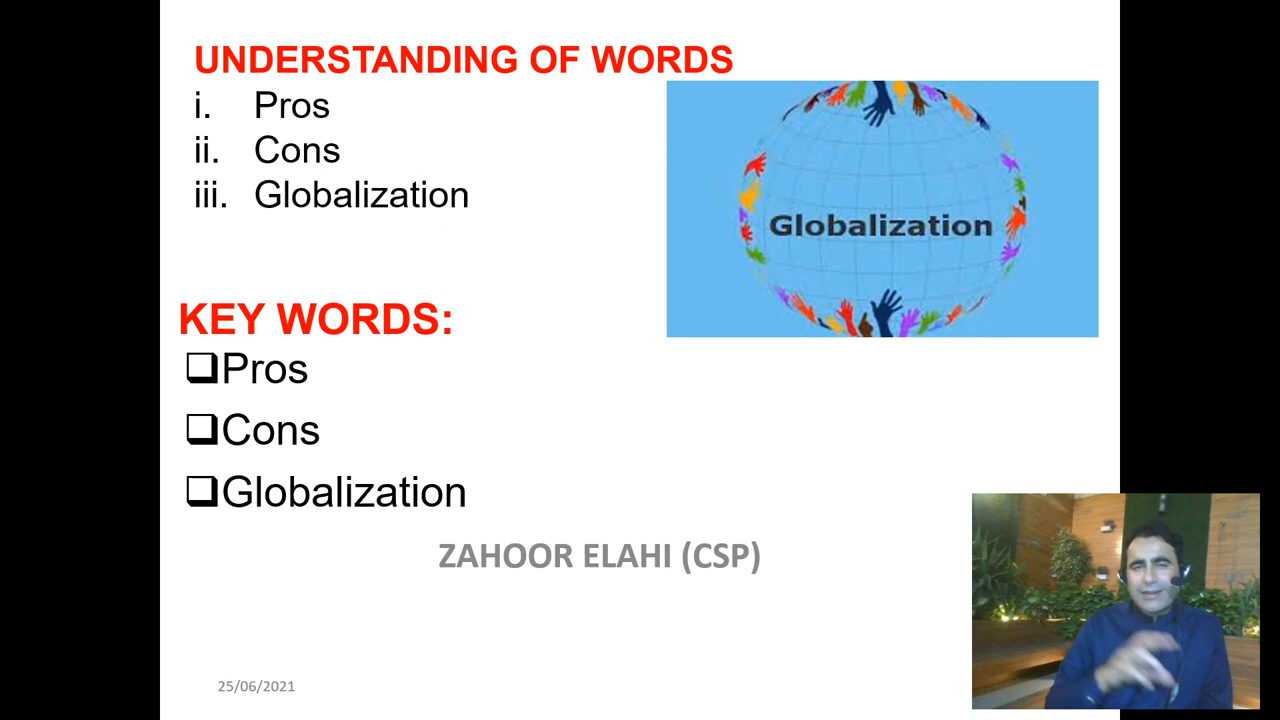 UNDERSTANDING OF WORDS
i. Pros
ii. Cons
iii. Globalization
Globalization
KEY WORDS:
Pros
Cons
Globalization
ZAHOOR ELAHI (CSP)
25/06/2021